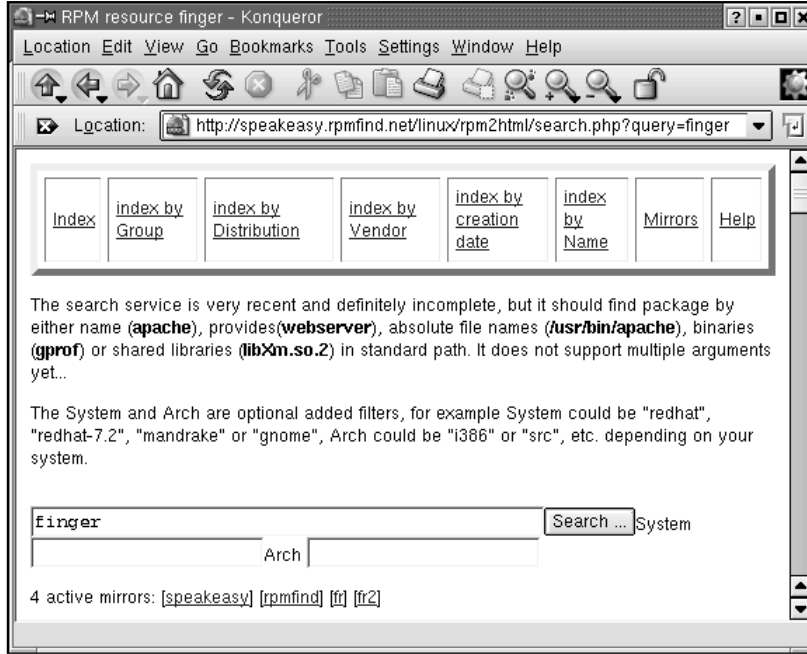 RPM resource finger - Konqueror
Location Edit View Go Bookmarks Tools Settings Window Help
Location: http://speakeasy.rpmfind.net/linux/rpm2html/search.php?query=finger
Index
index by
Group
index by
Distribution
index by
Vendor
index by
creation
date
index
by
Name
Mirrors
Help
The search service is very recent and definitely incomplete, but it should find package by
either name (apache), provides(webserver), absolute file names (/usr/bin/apache), binaries
(gprof) or shared libraries (libXm.so.2) in standard path. It does not support multiple arguments
yet...
The System and Arch are optional added filters, for example System could be "redhat",
"redhat-7.2", "mandrake" or "gnome", Arch could be "i386" or "src", etc. depending on your
system.
finger Search ... System
Arch
4 active mirrors: [speakeasy] [rpmfind] [fr] [fr2]